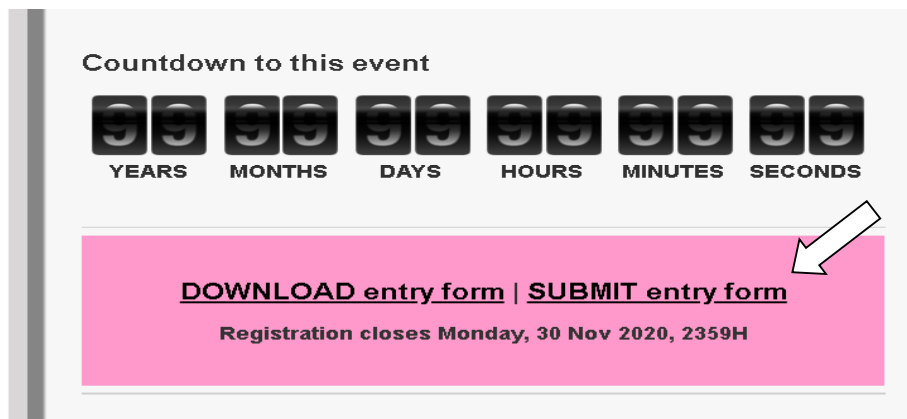 Countdown to this event
99 99 99 99 99 99
YEARS MONTHS DAYS HOURS MINUTES SECONDS
DOWNLOAD entry form | SUBMIT entry form
Registration closes Monday, 30 Nov 2020, 2359H